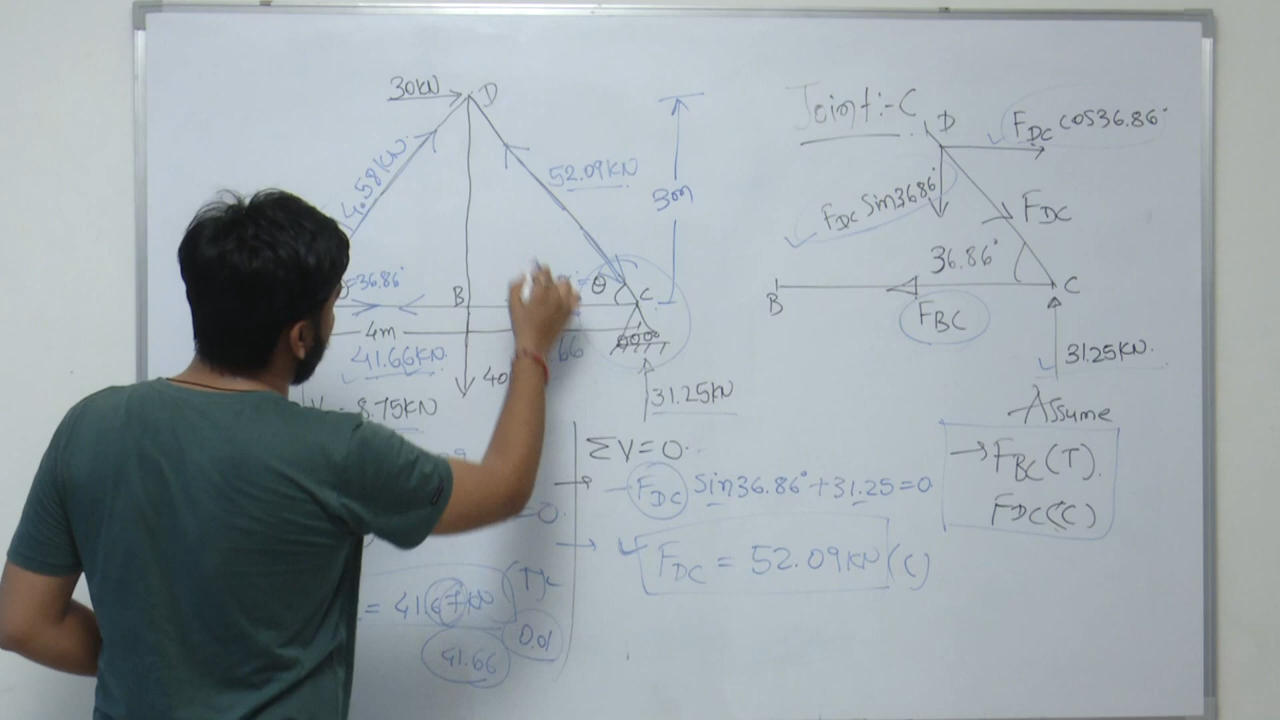 30KN
D
4.58KN
52.09KN
3m
=36.86°
B
θ
C
4m
41.66KN
66
40
31.25KN
8.75KN
=0.
= 41.67KN (T)
0.01
41.66
ΣV=0.
-F_DC Sin36.86°+31.25=0
F_DC = 52.09KN (C)
Joint:-C
D
F_DC cos36.86°
F_DC Sin36.86°
F_DC
36.86°
B
C
F_BC
31.25KN.
Assume
→F_BC(T).
F_DC(C)